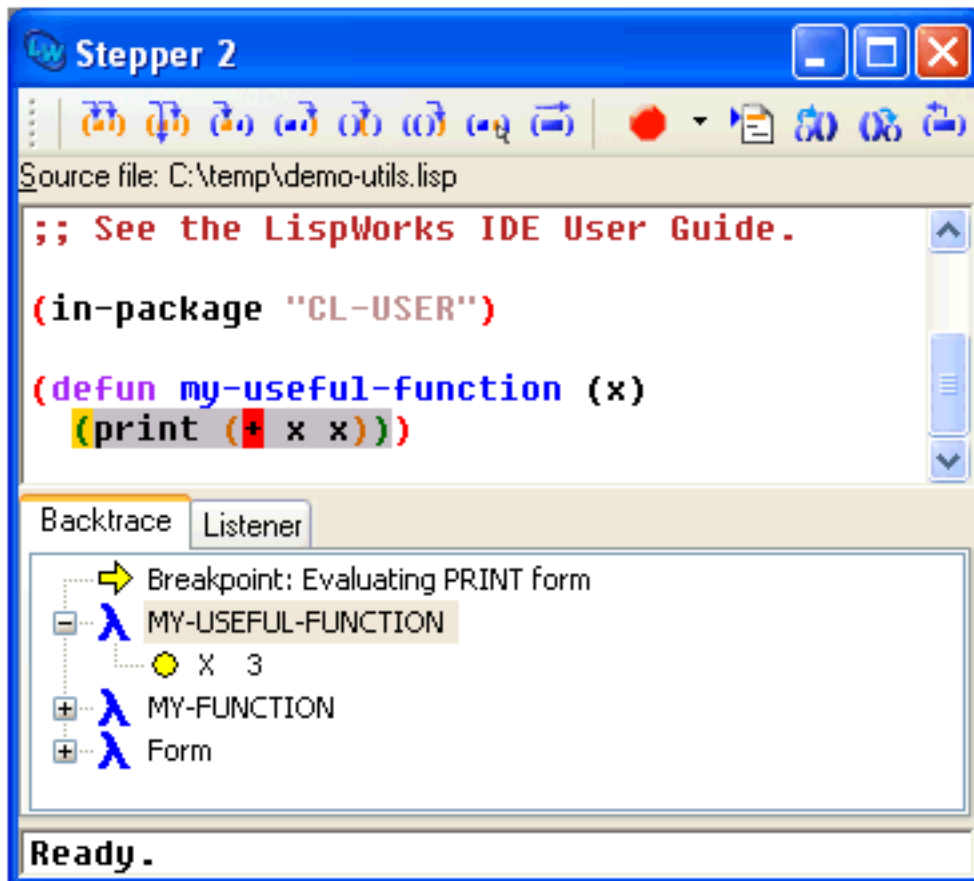 Stepper 2
Source file: C:\temp\demo-utils.lisp
;; See the LispWorks IDE User Guide.
(in-package "CL-USER")
(defun my-useful-function (x)
(print (+ x x)))
Backtrace Listener
Breakpoint: Evaluating PRINT form
λ MY-USEFUL-FUNCTION
X 3
λ MY-FUNCTION
λ Form
Ready.